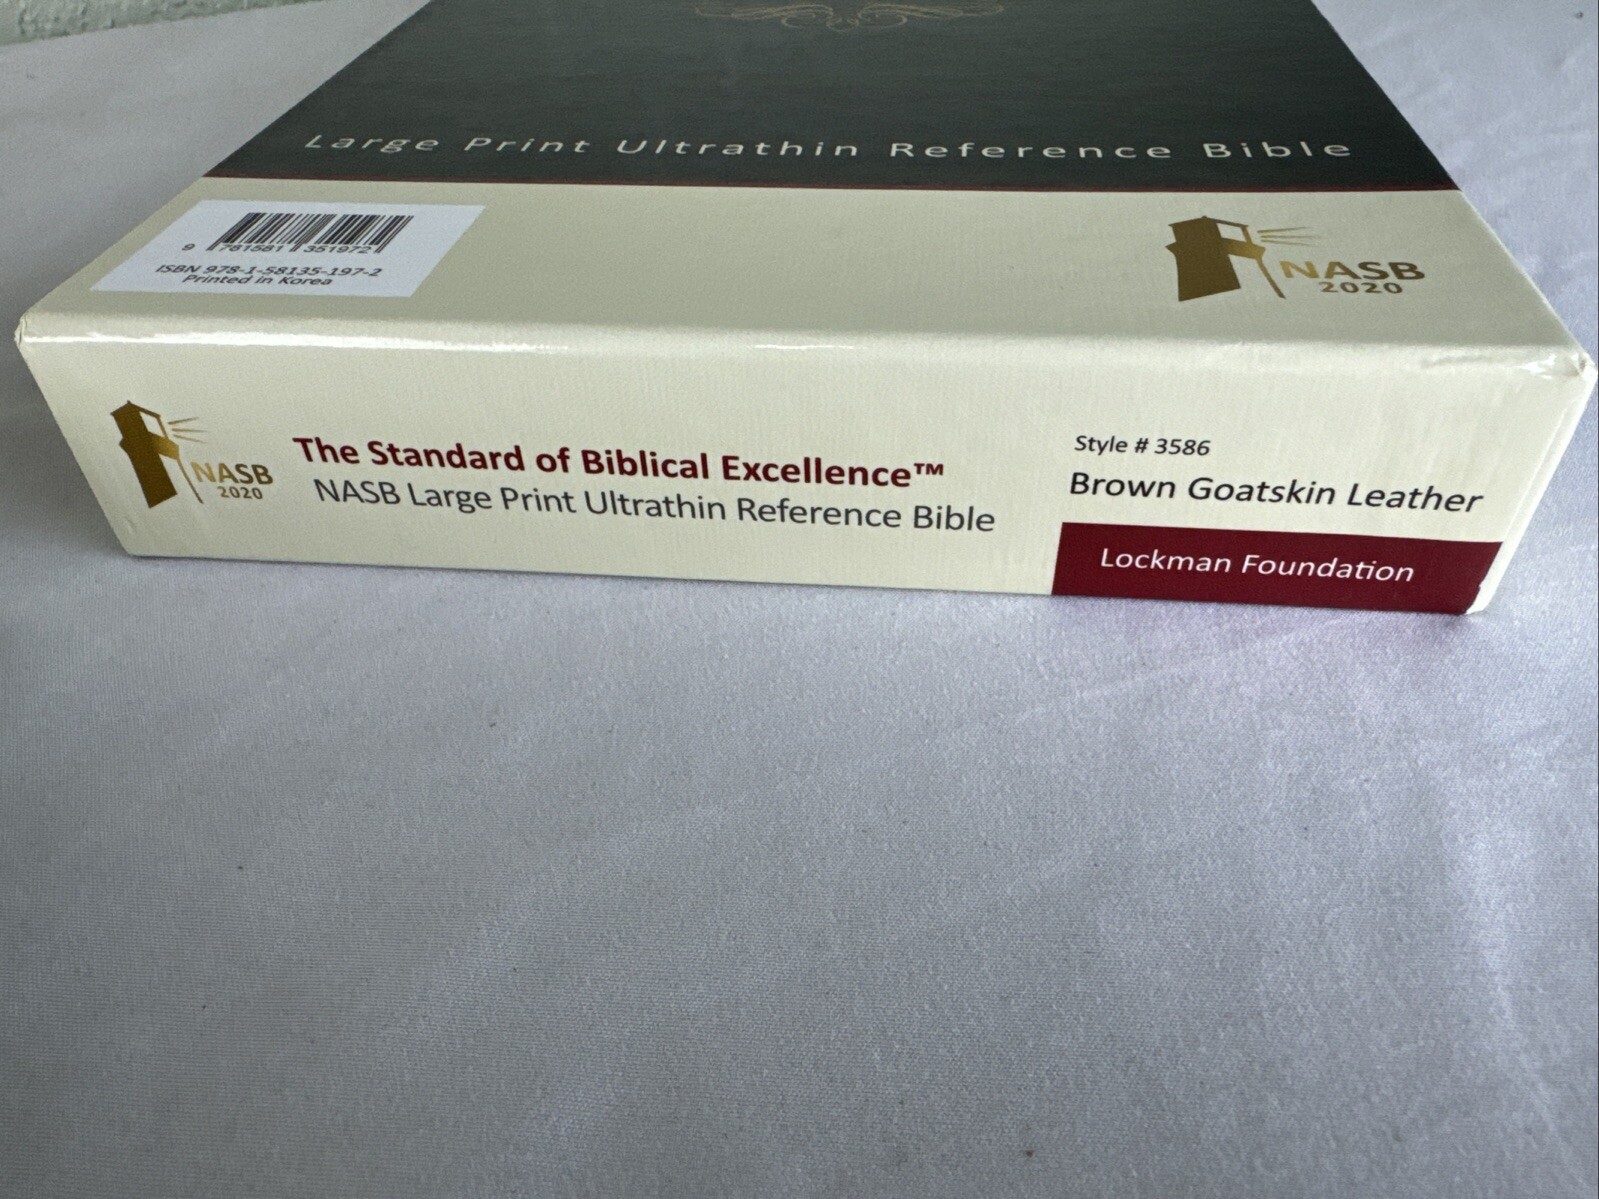 Large Print Ultrathin Reference Bible
9 781581 351972
ISBN 978-1-58135-197-2
Printed in Korea
NASB
2020
NASB
2020
The Standard of Biblical Excellence™
NASB Large Print Ultrathin Reference Bible
Style # 3586
Brown Goatskin Leather
Lockman Foundation